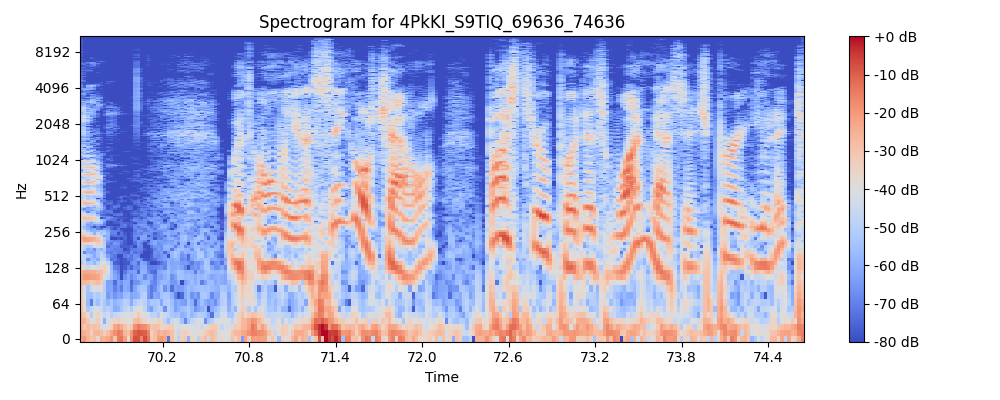 Spectrogram for 4PkKI_S9TIQ_69636_74636
8192
4096
2048
1024
512
256
128
64
0
Hz
70.2 70.8 71.4 72.0 72.6 73.2 73.8 74.4
Time
+0 dB
-10 dB
-20 dB
-30 dB
-40 dB
-50 dB
-60 dB
-70 dB
-80 dB